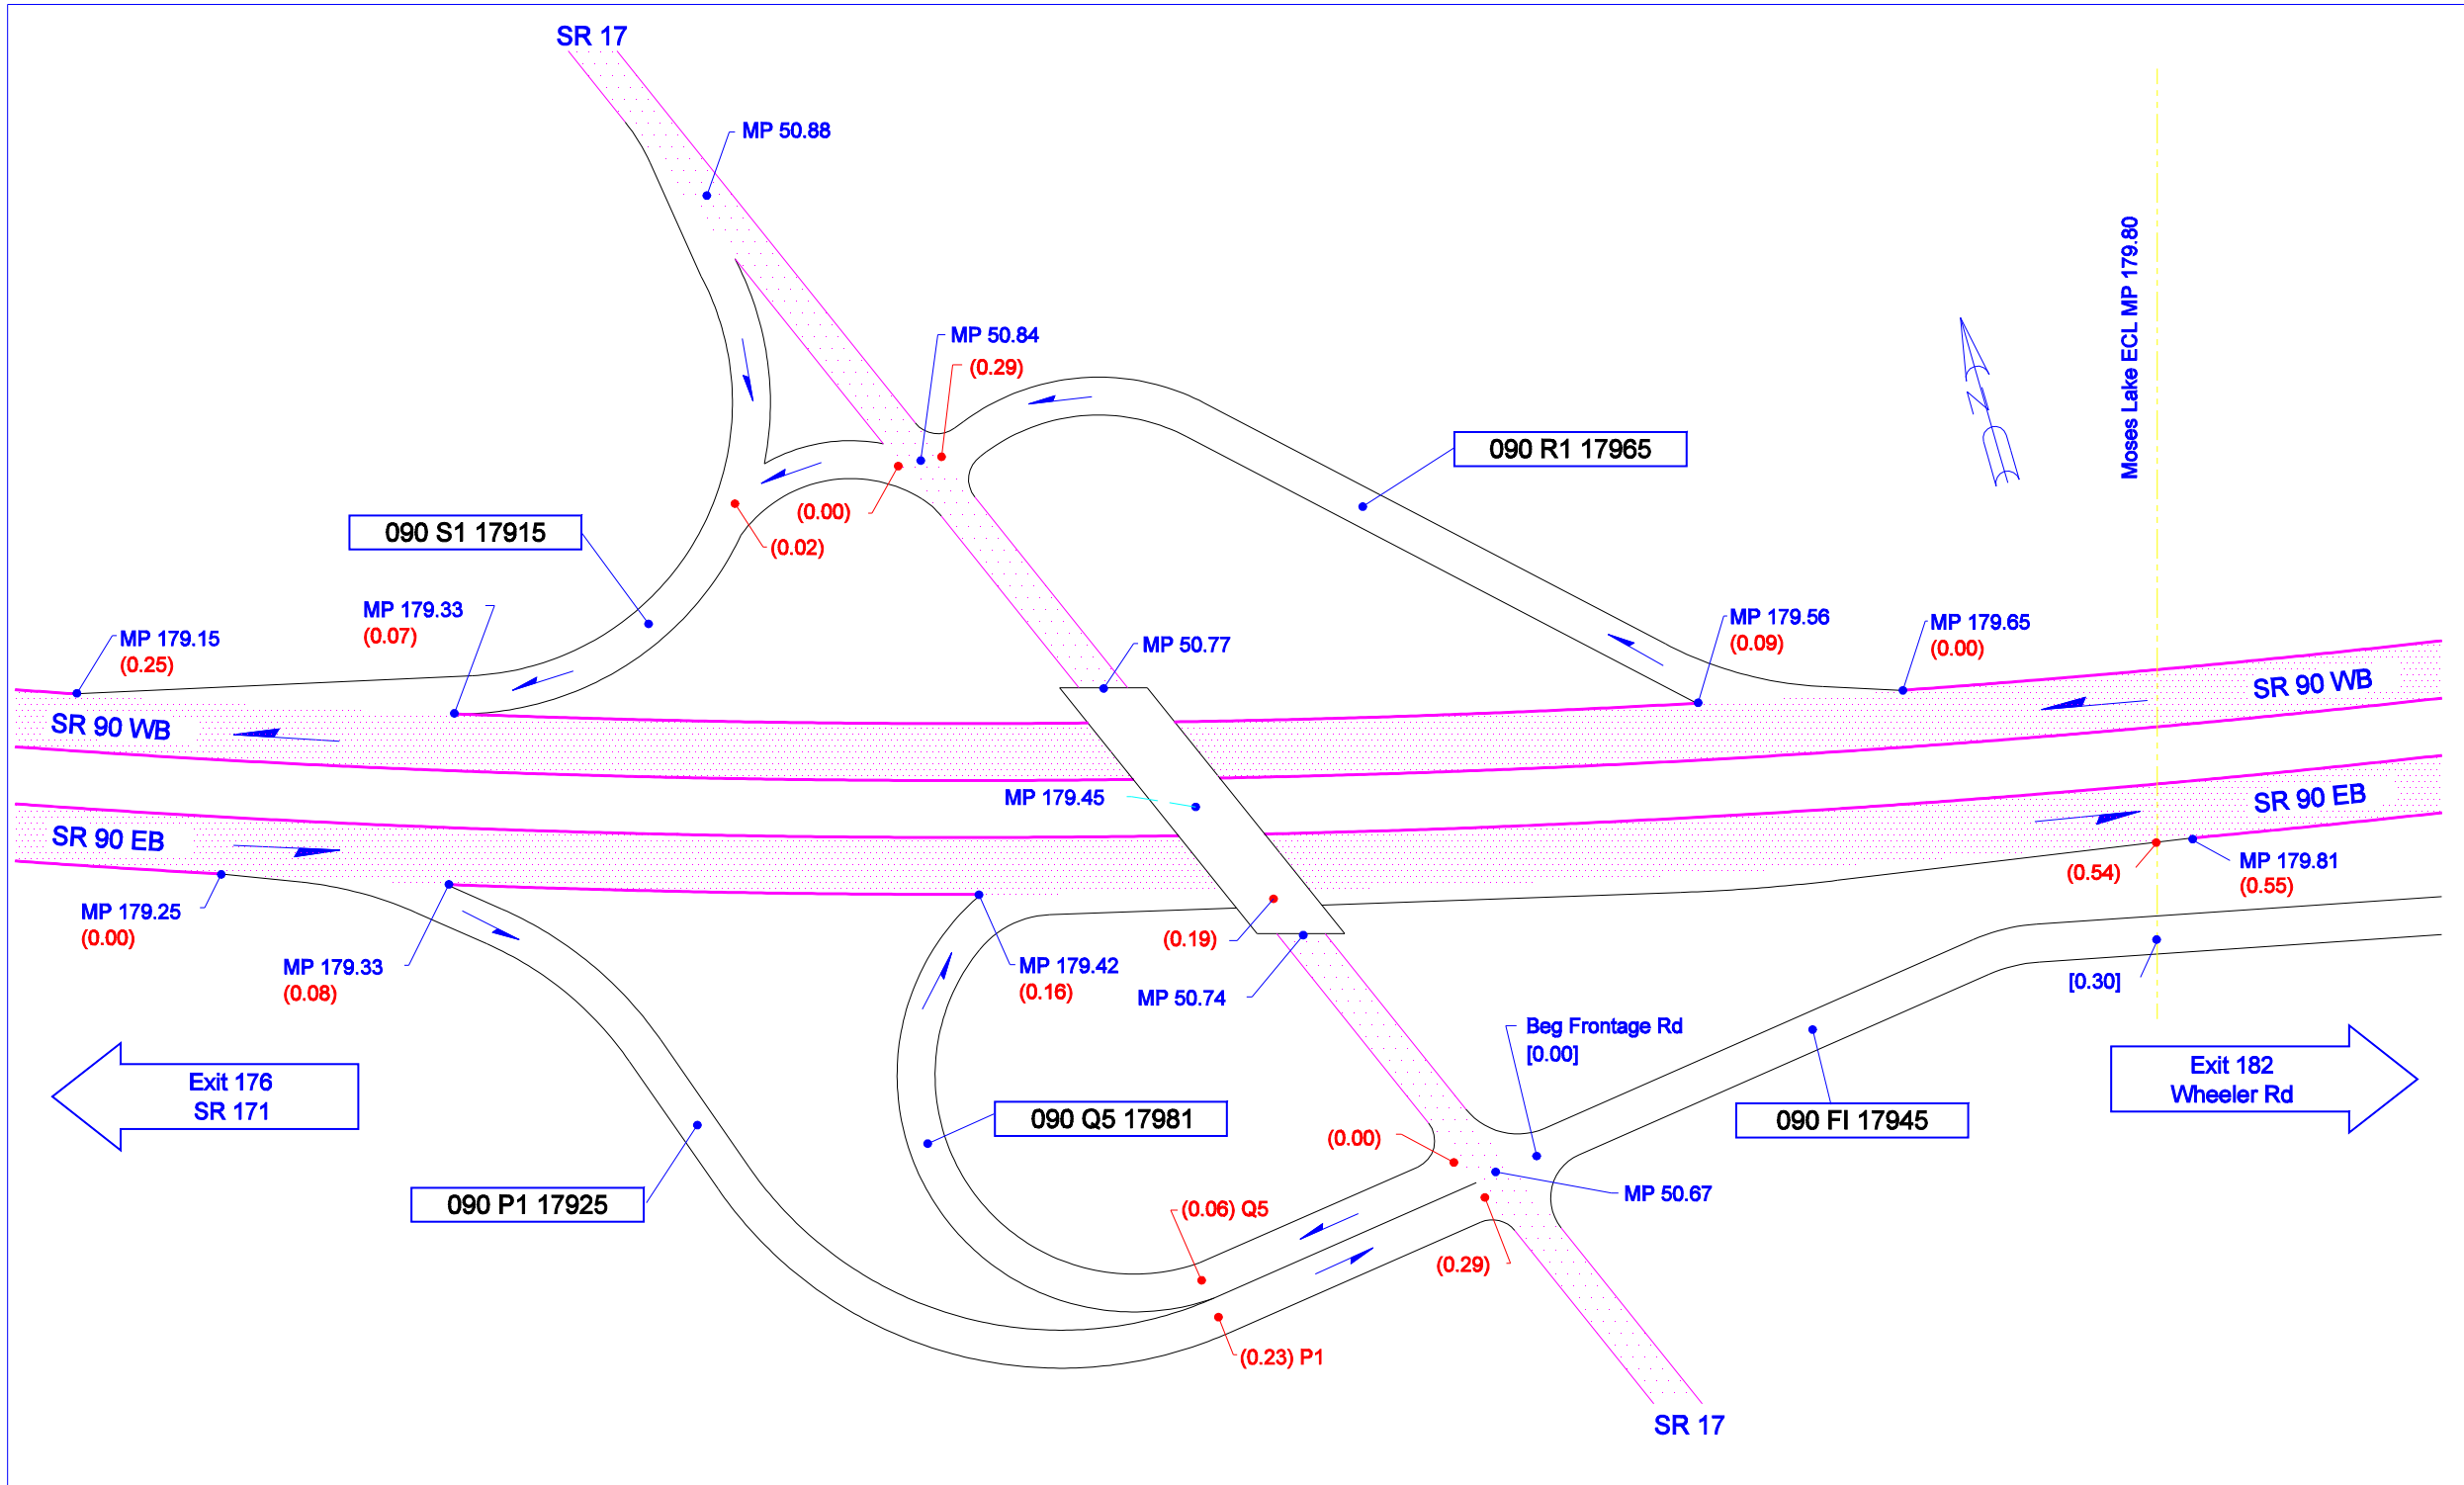 SR 17
MP 50.88
MP 50.84
(0.29)
Moses Lake ECL MP 179.80
N
090 R1 17965
(0.00)
090 S1 17915
(0.02)
MP 179.33
(0.07)
MP 179.15
(0.25)
MP 50.77
MP 179.56
(0.09)
MP 179.65
(0.00)
SR 90 WB
SR 90 WB
MP 179.45
SR 90 EB
SR 90 EB
MP 179.25
(0.00)
MP 179.33
(0.08)
MP 179.42
(0.16)
(0.19)
MP 50.74
(0.54)
MP 179.81
(0.55)
[0.30]
Beg Frontage Rd
[0.00]
Exit 176
SR 171
Exit 182
Wheeler Rd
090 Q5 17981
090 FI 17945
(0.00)
090 P1 17925
MP 50.67
(0.06) Q5
(0.29)
(0.23) P1
SR 17